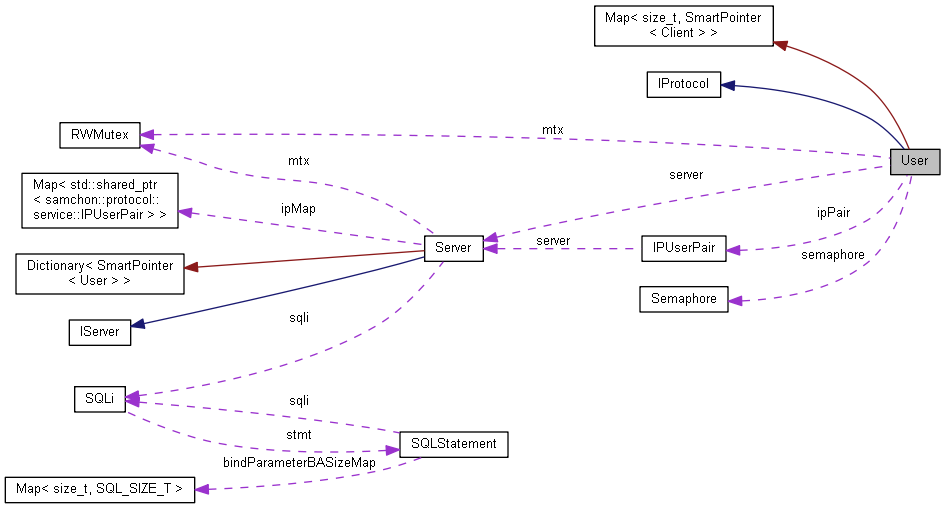 Map< size_t, SmartPointer
< Client > >
IProtocol
RWMutex
mtx
User
mtx
server
Map< std::shared_ptr
< samchon::protocol::
service::IPUserPair > >
ipMap
ipPair
Server
server
IPUserPair
semaphore
Dictionary< SmartPointer
< User > >
Semaphore
IServer
sqli
SQLi
sqli
stmt
SQLStatement
bindParameterBASizeMap
Map< size_t, SQL_SIZE_T >